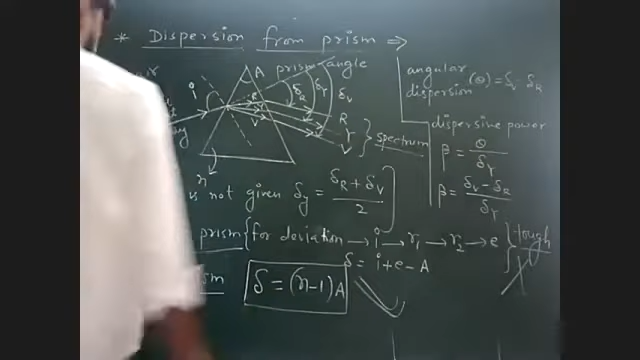 * Dispersion from prism ⇒
A prism angle
i
δR δY δV
R
R
V
Y
V
} spectrum
n
angular
dispersion (θ) = δV - δR
dispersive power
β = θ/δY
β = (δV - δR)/δY
is not given δy = (δR + δV)/2
prism { for deviation → i → r1 → r2 → e } tough
δ = i + e - A
δ = (n-1)A